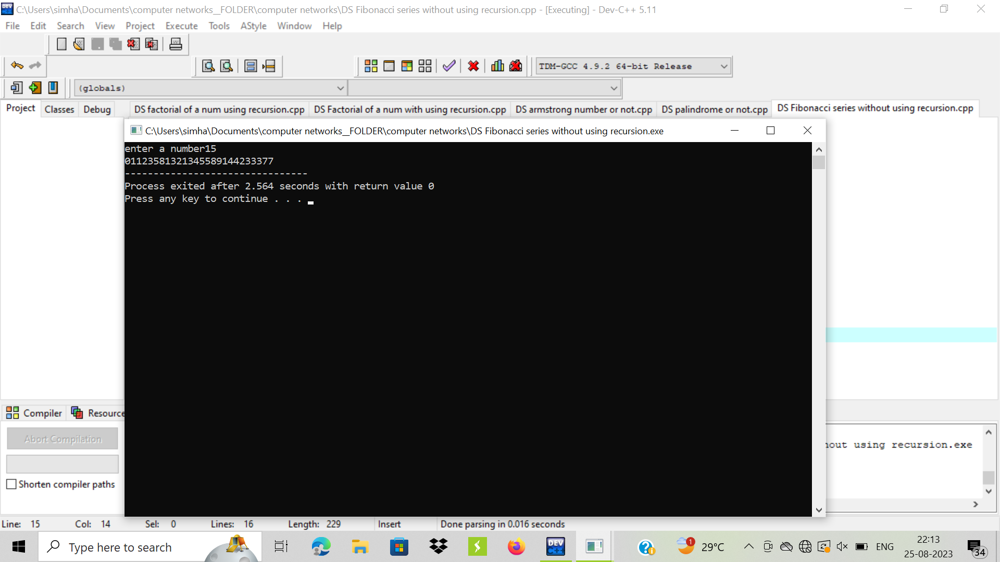 C:\Users\simha\Documents\computer networks__FOLDER\computer networks\DS Fibonacci series without using recursion.cpp - [Executing] - Dev-C++ 5.11
File Edit Search View Project Execute Tools AStyle Window Help
TDM-GCC 4.9.2 64-bit Release
(globals)
Project Classes Debug DS factorial of a num using recursion.cpp DS Factorial of a num with using recursion.cpp DS armstrong number or not.cpp DS palindrome or not.cpp DS Fibonacci series without using recursion.cpp
C:\Users\simha\Documents\computer networks__FOLDER\computer networks\DS Fibonacci series without using recursion.exe
enter a number15
01123581321345589144233377
--------------------------------
Process exited after 2.564 seconds with return value 0
Press any key to continue . . .
Compiler Resource
Abort Compilation
hout using recursion.exe
Shorten compiler paths
Line: 15 Col: 14 Sel: 0 Lines: 16 Length: 229 Insert Done parsing in 0.016 seconds
Type here to search
DEV C++
1
29°C
ENG
22:13
25-08-2023
34